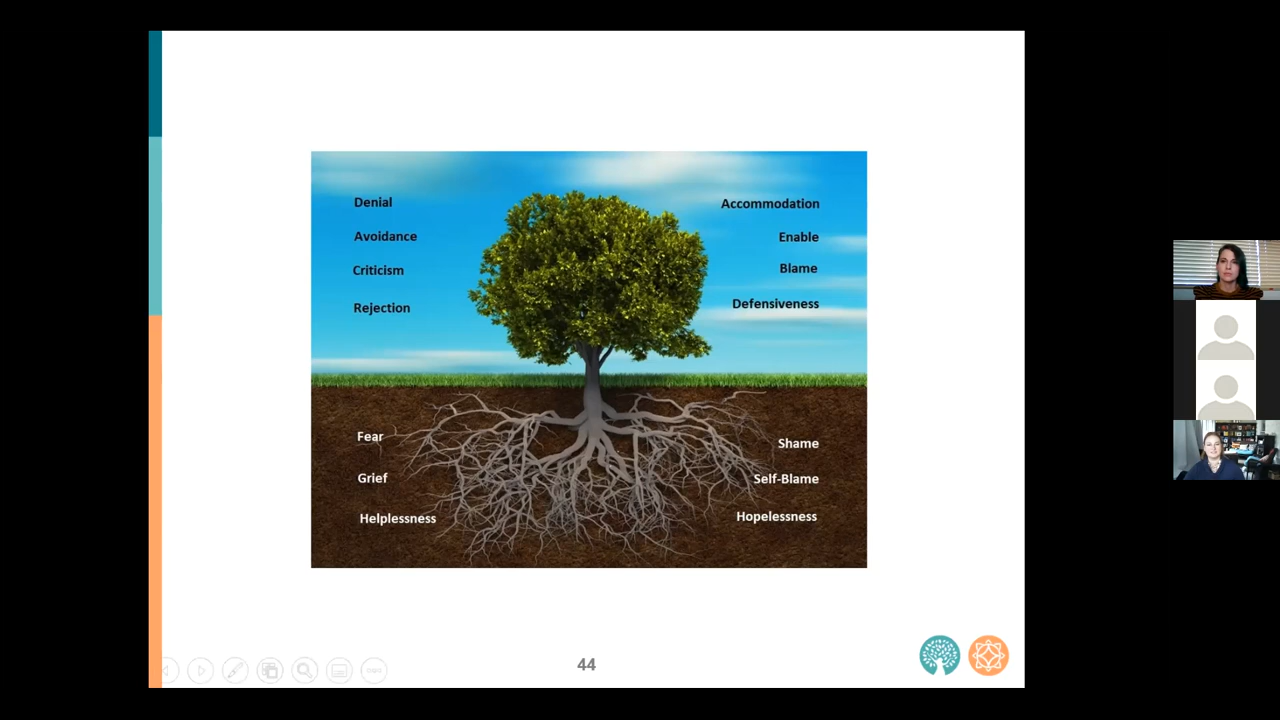 Denial
Accommodation
Avoidance
Enable
Criticism
Blame
Rejection
Defensiveness
Fear
Shame
Grief
Self-Blame
Helplessness
Hopelessness
44